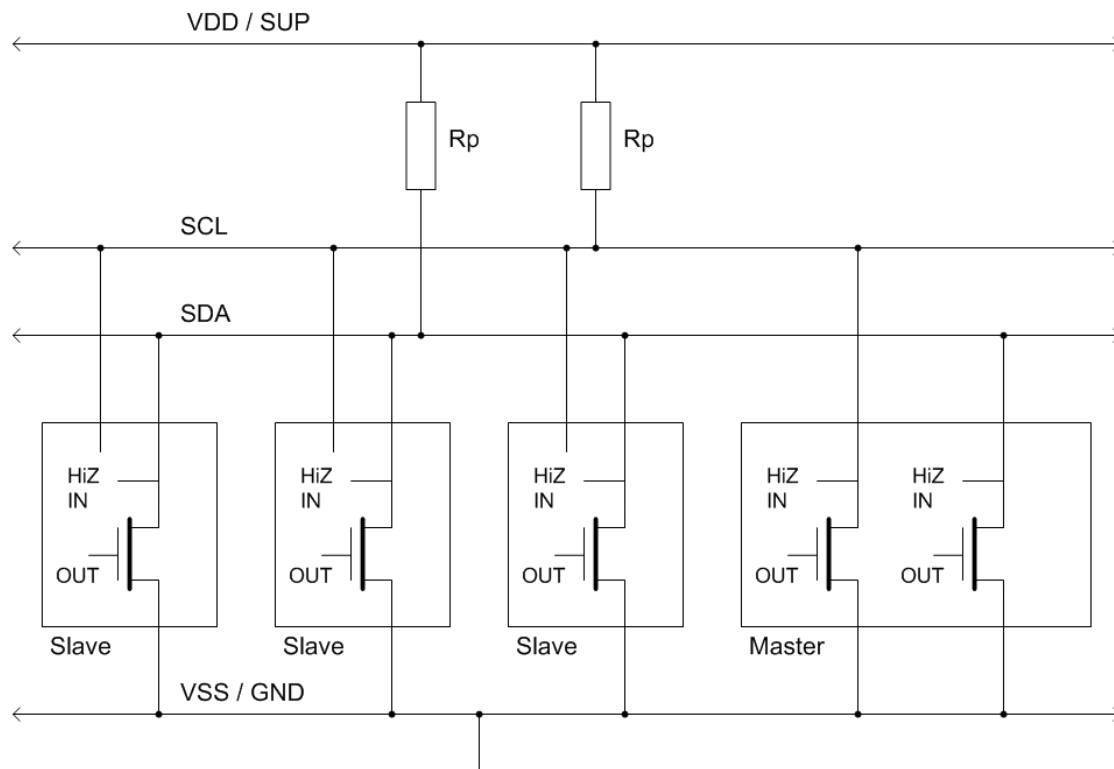 VDD / SUP
Rp
Rp
SCL
SDA
HiZ
IN
OUT
Slave
HiZ
IN
OUT
Slave
HiZ
IN
OUT
Slave
HiZ
IN
OUT
HiZ
IN
OUT
Master
VSS / GND